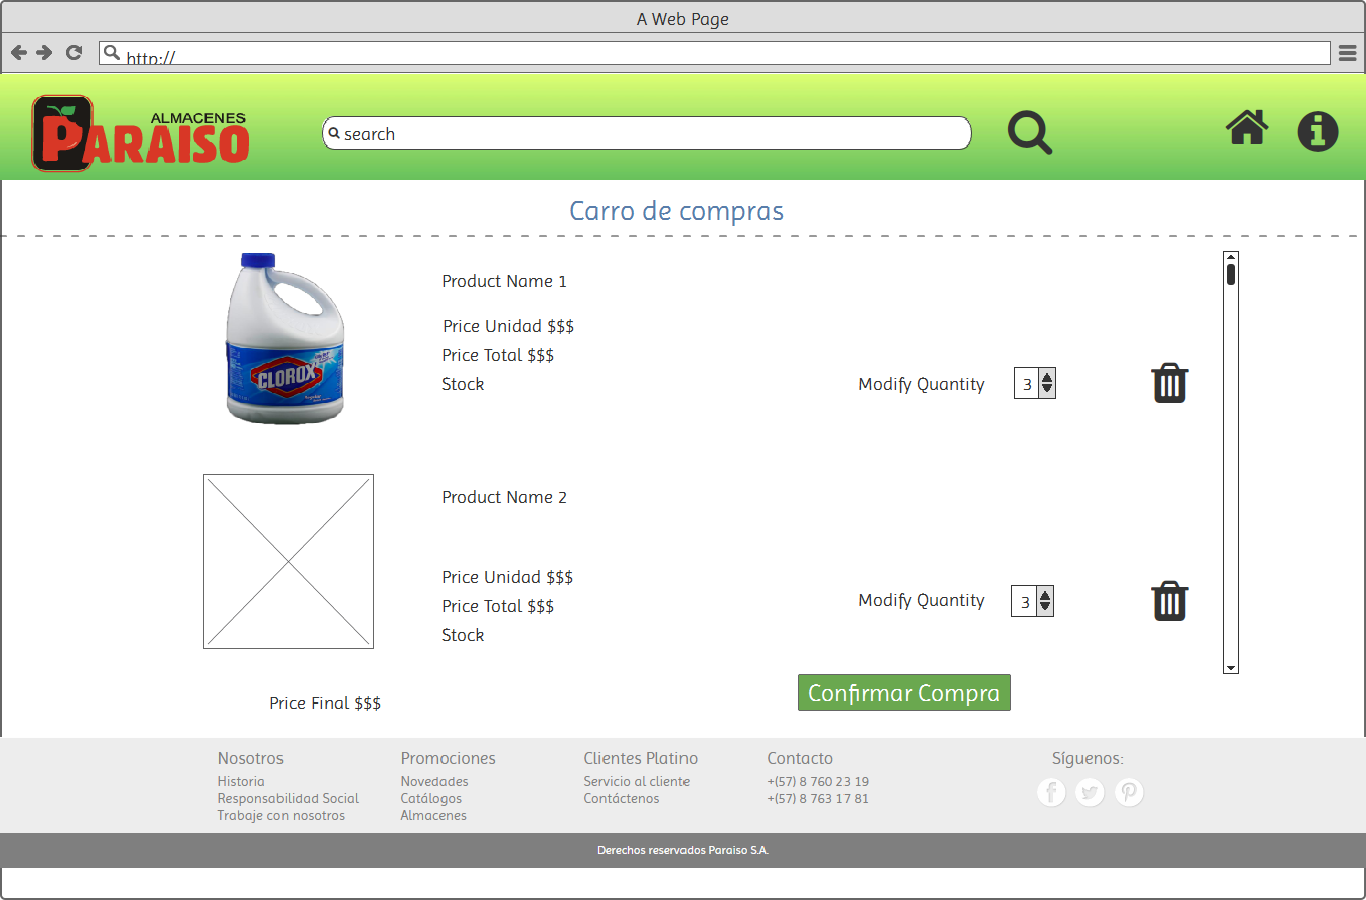 A Web Page
http://
ALMACENES
PARAISO
search
Carro de compras
CLOROX
Product Name 1
Price Unidad $$$
Price Total $$$
Stock
Modify Quantity
3
Product Name 2
Price Unidad $$$
Price Total $$$
Stock
Modify Quantity
3
Price Final $$$
Confirmar Compra
Nosotros
Historia
Responsabilidad Social
Trabaje con nosotros
Promociones
Novedades
Catálogos
Almacenes
Clientes Platino
Servicio al cliente
Contáctenos
Contacto
+(57) 8 760 23 19
+(57) 8 763 17 81
Síguenos:
Derechos reservados Paraiso S.A.